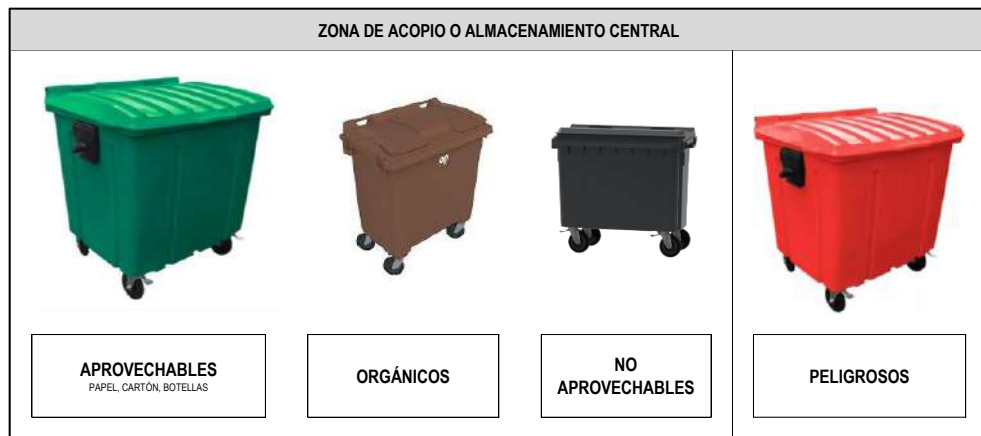 ZONA DE ACOPIO O ALMACENAMIENTO CENTRAL
APROVECHABLES
PAPEL, CARTÓN, BOTELLAS
ORGÁNICOS
NO
APROVECHABLES
PELIGROSOS